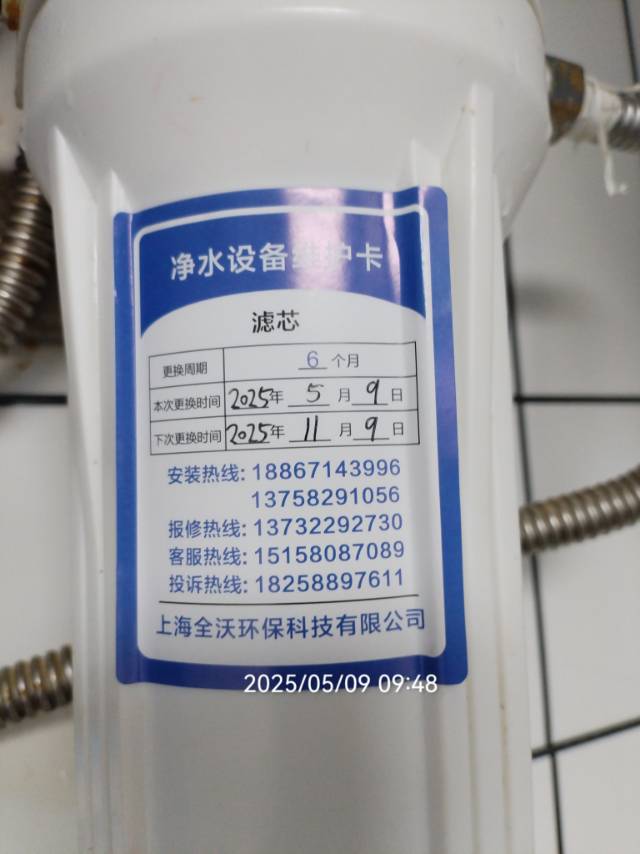 净水设备维护卡
滤芯
更换周期 6 个月
本次更换时间 2025年 5 月 9 日
下次更换时间 2025年 11 月 9 日
安装热线: 18867143996
13758291056
报修热线: 13732292730
客服热线: 15158087089
投诉热线: 18258897611
上海全沃环保科技有限公司
2025/05/09 09:48